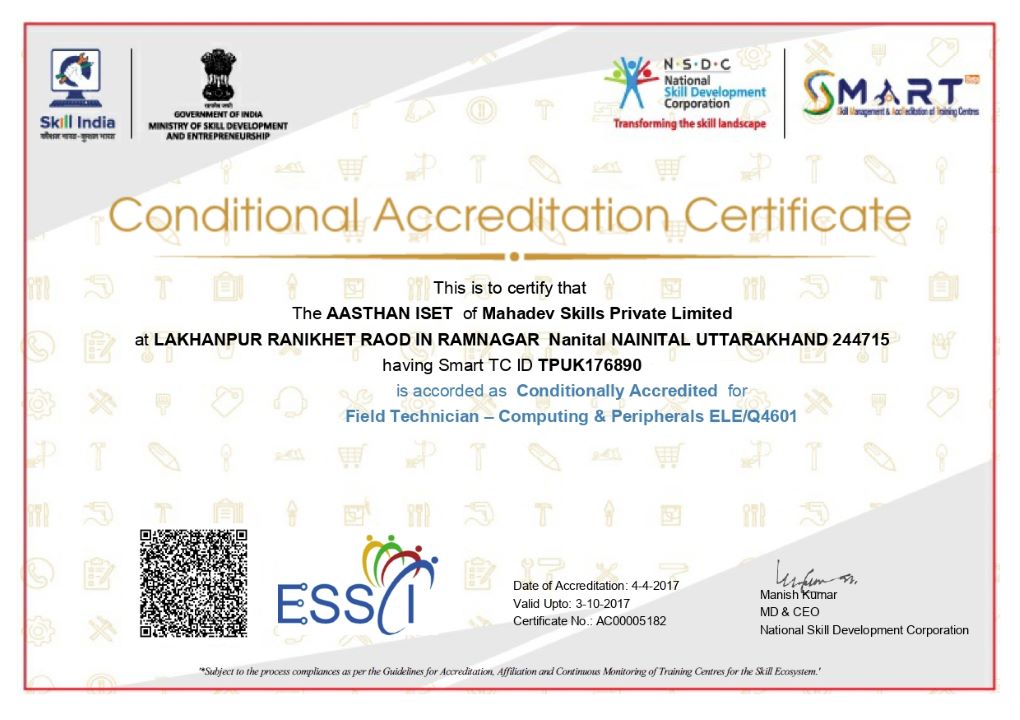 Skill India
कौशल भारत-कुशल भारत
सत्यमेव जयते
GOVERNMENT OF INDIA
MINISTRY OF SKILL DEVELOPMENT
AND ENTREPRENEURSHIP
N·S·D·C
National
Skill Development
Corporation
Transforming the skill landscape
SMART
Skill Management & Accreditation of Training Centres
Conditional Accreditation Certificate
This is to certify that
The AASTHAN ISET of Mahadev Skills Private Limited
at LAKHANPUR RANIKHET RAOD IN RAMNAGAR Nanital NAINITAL UTTARAKHAND 244715
having Smart TC ID TPUK176890
is accorded as Conditionally Accredited for
Field Technician – Computing & Peripherals ELE/Q4601
ESSCI
Date of Accreditation: 4-4-2017
Valid Upto: 3-10-2017
Certificate No.: AC00005182
Manish Kumar
MD & CEO
National Skill Development Corporation
'*Subject to the process compliances as per the Guidelines for Accreditation, Affiliation and Continuous Monitoring of Training Centres for the Skill Ecosystem.'